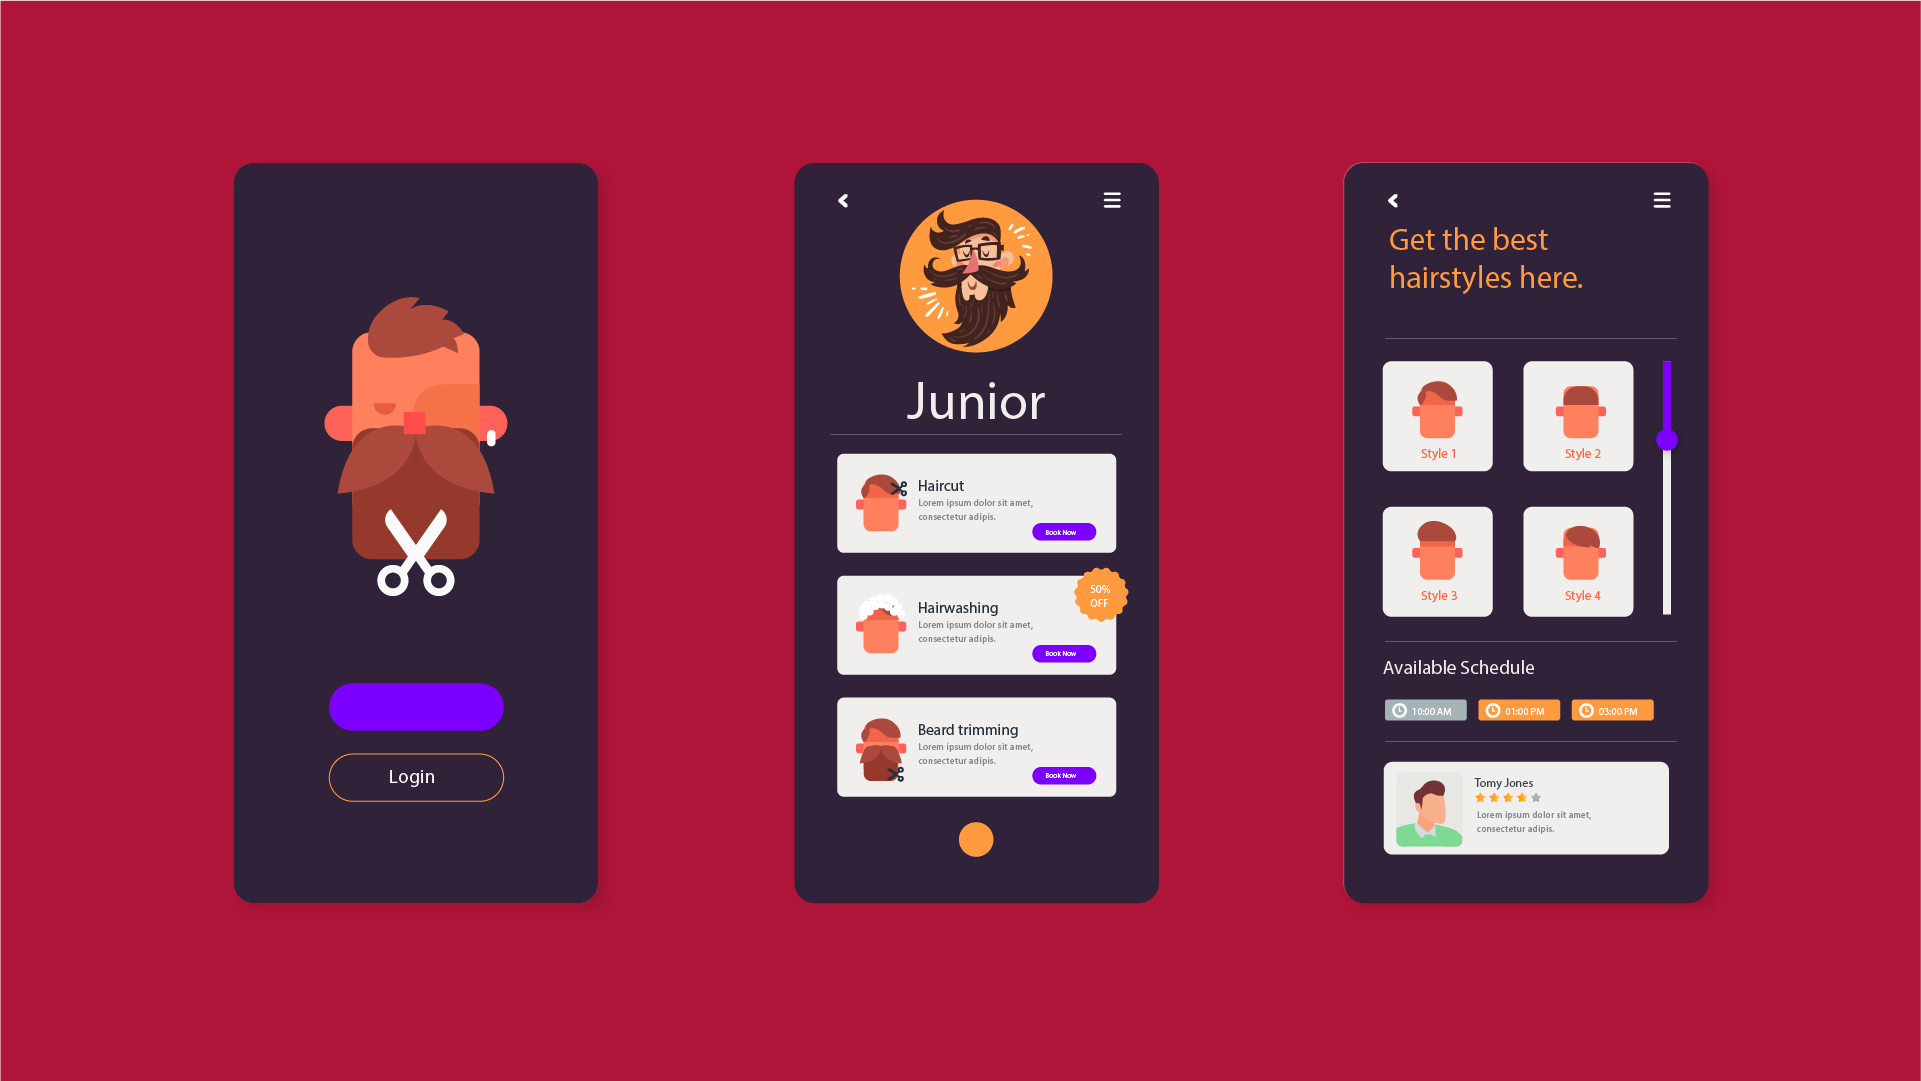 Login
Junior
Haircut
Lorem ipsum dolor sit amet,
consectetur adipis.
Book Now
50%
OFF
Hairwashing
Lorem ipsum dolor sit amet,
consectetur adipis.
Book Now
Beard trimming
Lorem ipsum dolor sit amet,
consectetur adipis.
Book Now
Get the best
hairstyles here.
Style 1
Style 2
Style 3
Style 4
Available Schedule
10:00 AM
01:00 PM
03:00 PM
Tomy Jones
Lorem ipsum dolor sit amet,
consectetur adipis.